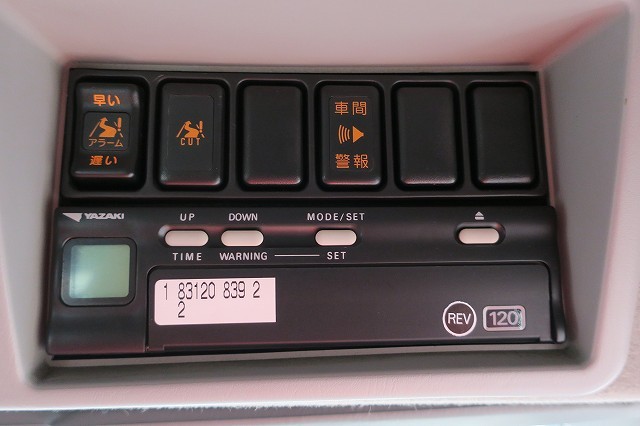 早い
アラーム
遅い
CUT
車間
警報
YAZAKI
UP DOWN MODE/SET
TIME WARNING SET
1 83120 839 2
2
REV 120